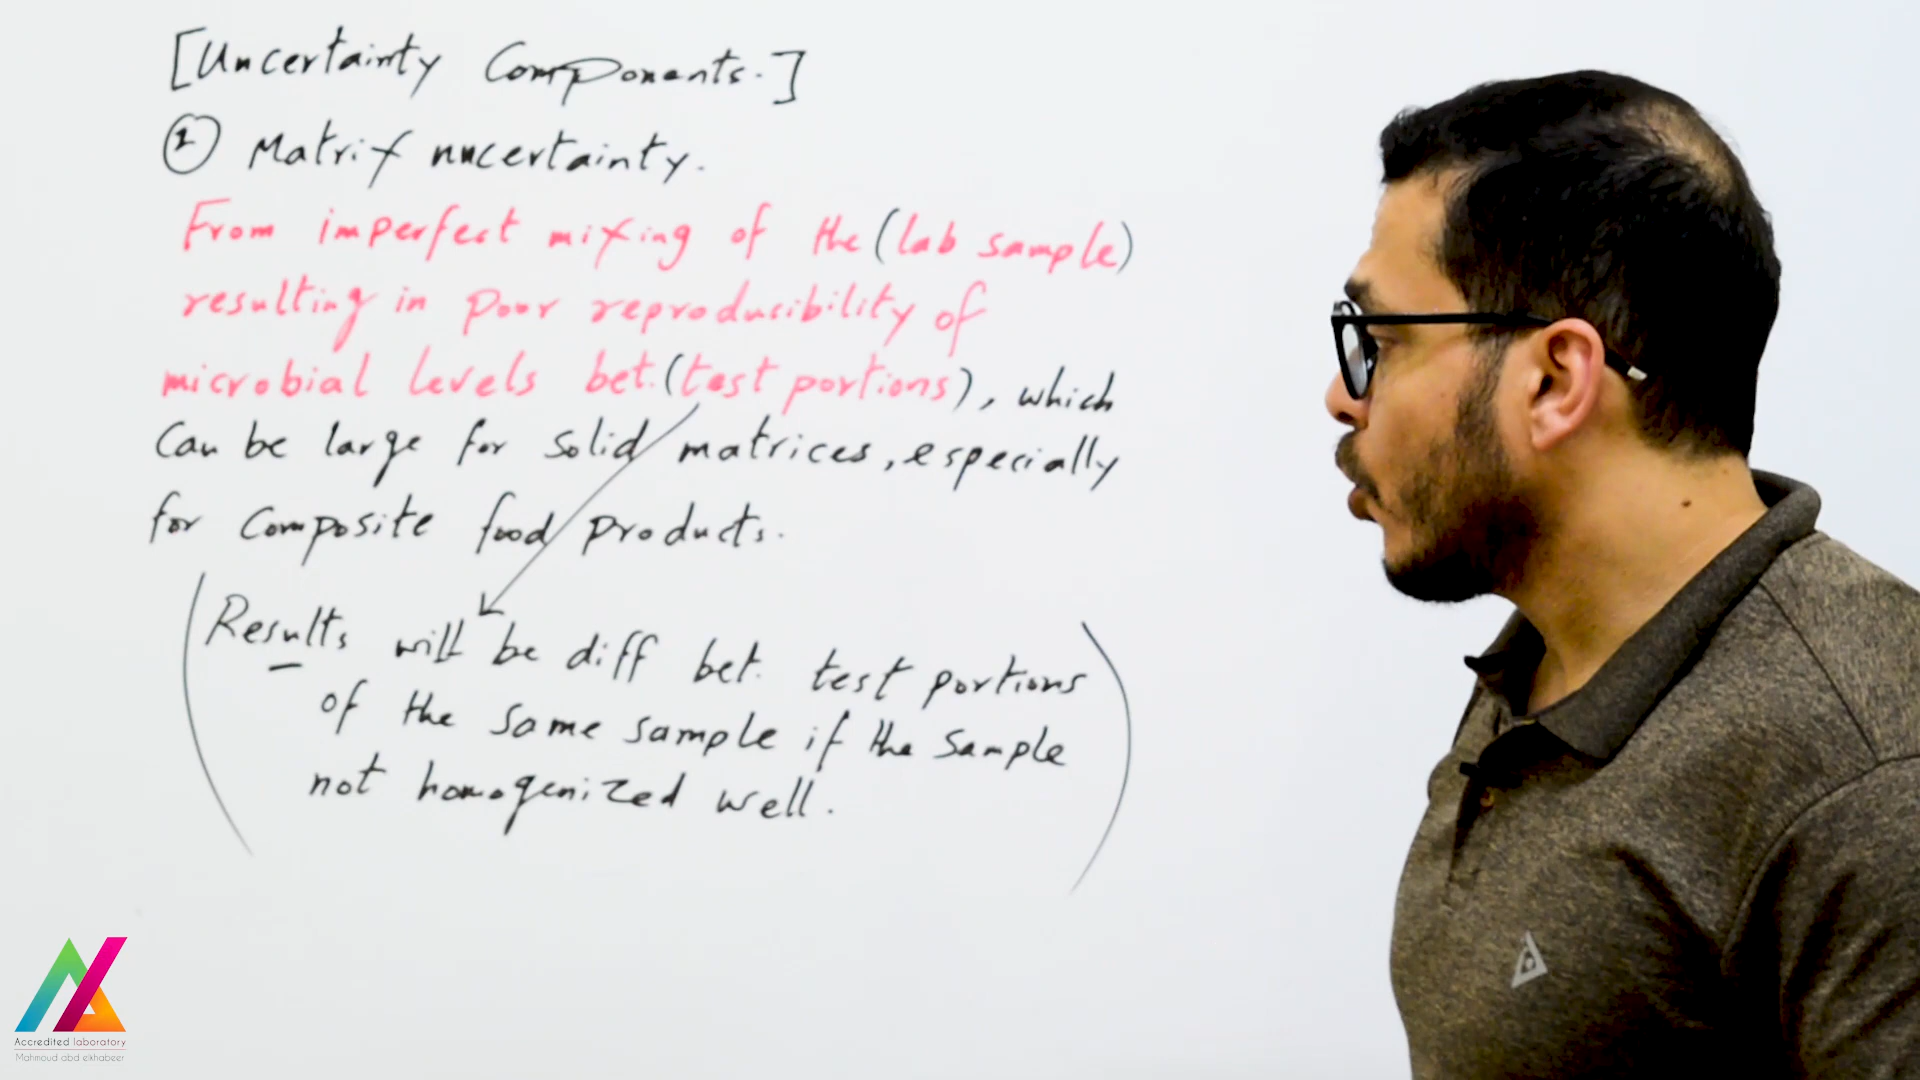 [Uncertainty Components.]
① Matrix uncertainty.
From imperfect mixing of the (lab sample)
resulting in poor reproducibility of
microbial levels bet. (test portions), which
Can be large for solid matrices, especially
for Composite food products.
(Results will be diff bet. test portions
of the same sample if the sample
not homogenized well.)
Accredited laboratory
Mahmoud abd elkhabeer